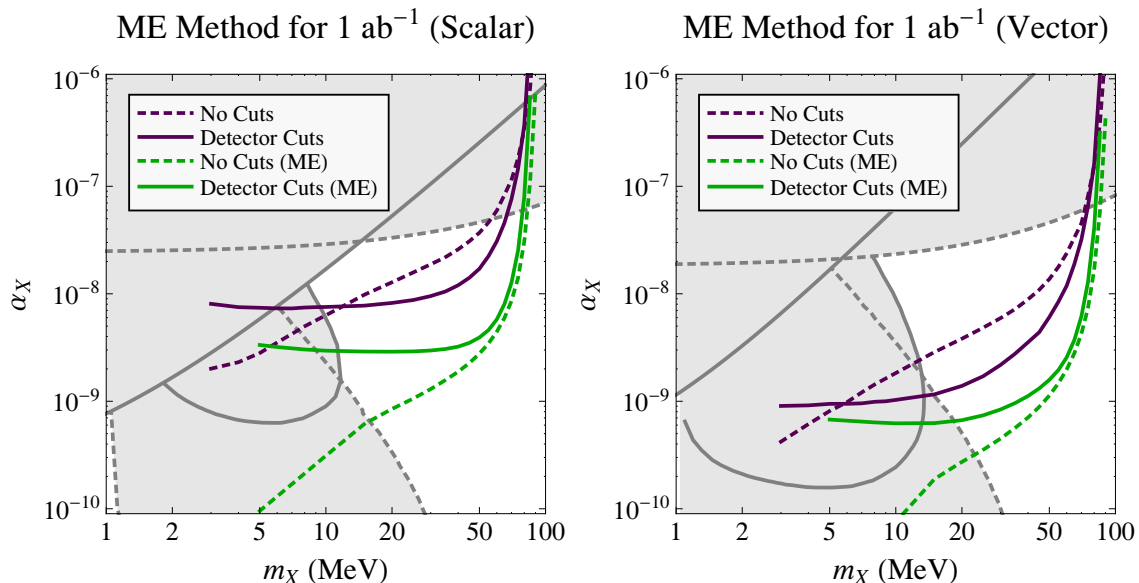 ME Method for 1 ab⁻¹ (Scalar)
10⁻⁶
10⁻⁷
10⁻⁸
10⁻⁹
10⁻¹⁰
α_X
No Cuts
Detector Cuts
No Cuts (ME)
Detector Cuts (ME)
1 2 5 10 20 50 100
m_X (MeV)
ME Method for 1 ab⁻¹ (Vector)
10⁻⁶
10⁻⁷
10⁻⁸
10⁻⁹
10⁻¹⁰
α_X
No Cuts
Detector Cuts
No Cuts (ME)
Detector Cuts (ME)
1 2 5 10 20 50 100
m_X (MeV)